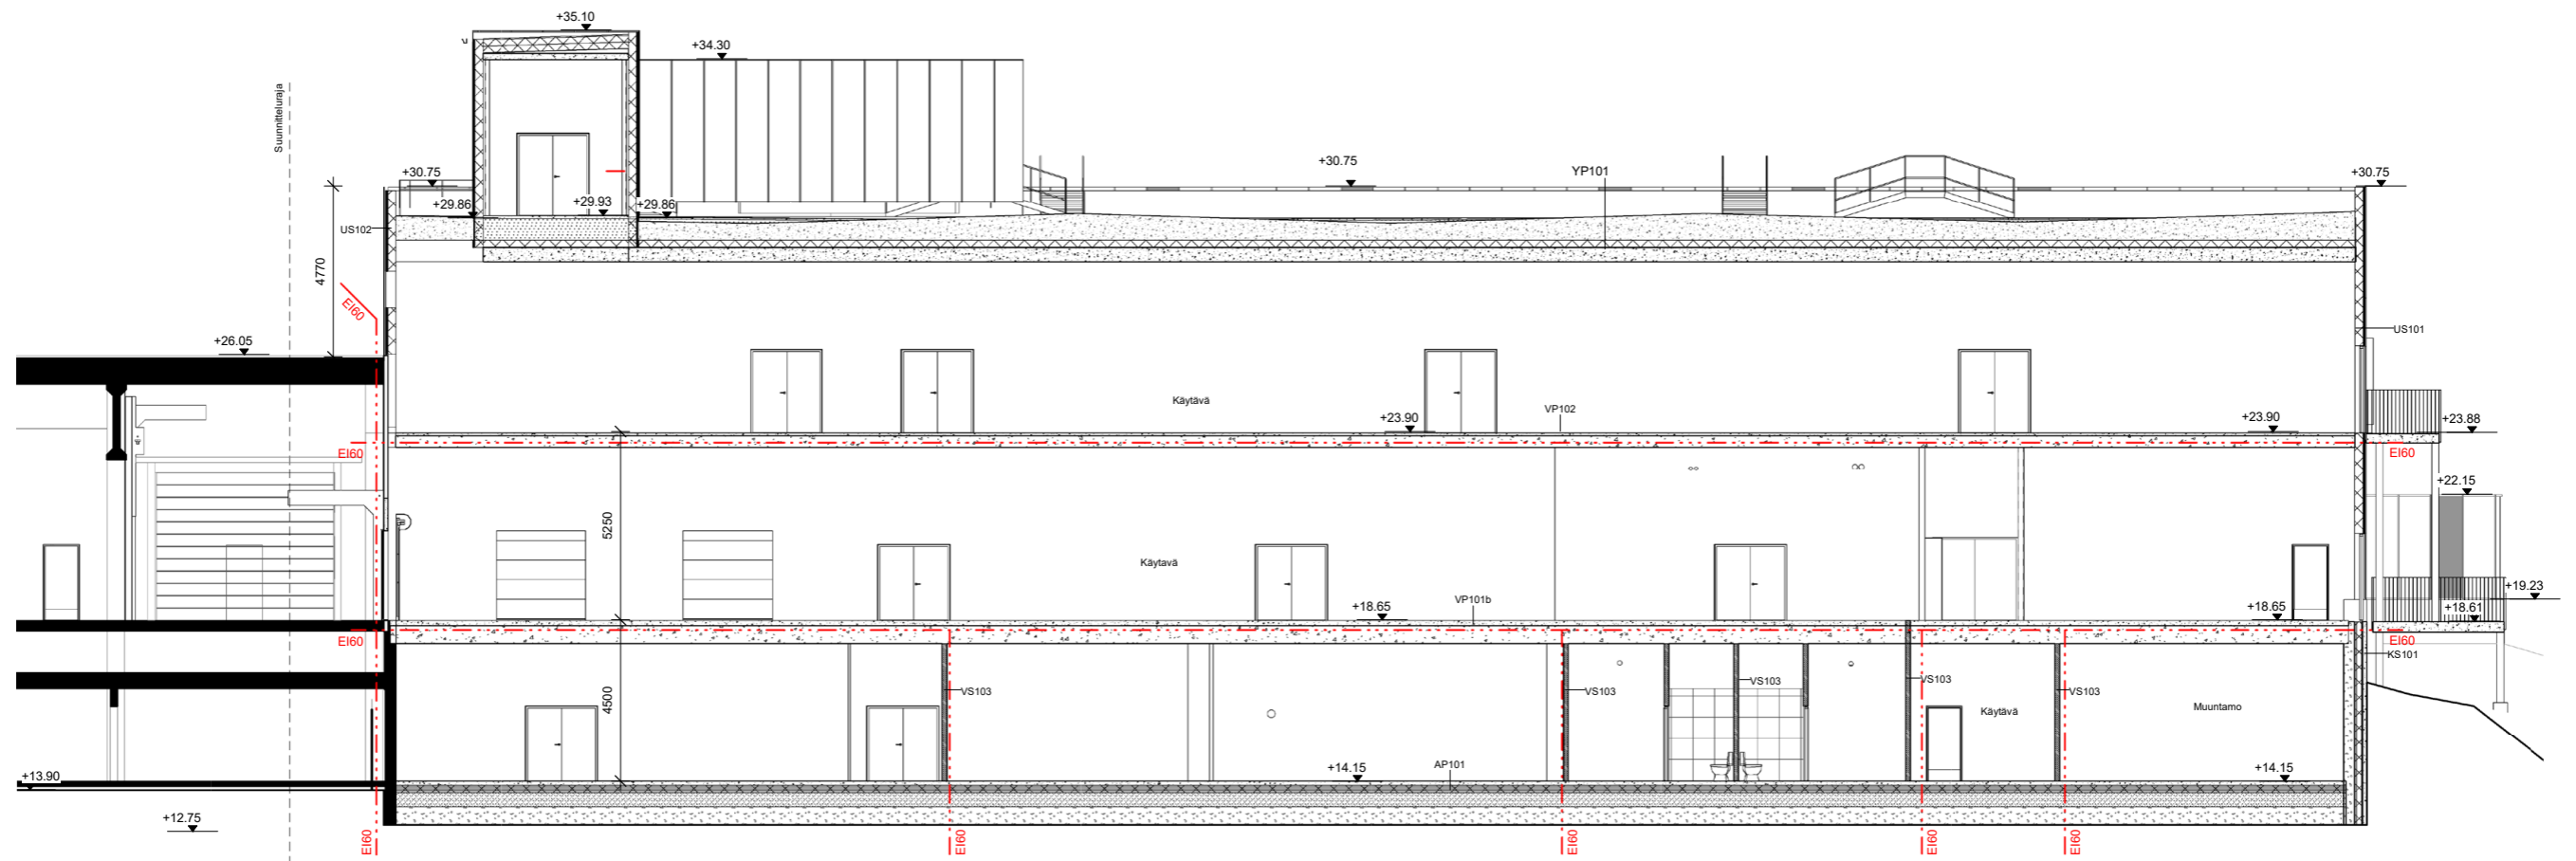 +35.10
+34.30
Suunnitteluraja
+30.75
+30.75
+30.75
YP101
+29.86
+29.93
+29.86
US102
4770
EI60
US101
+26.05
Käytävä
+23.90
VP102
+23.90
+23.88
EI60
EI60
+22.15
5250
Käytavä
+19.23
+18.65
VP101b
+18.65
+18.61
EI60
EI60
KS101
VS103
VS103
VS103
VS103
VS103
4500
Käytävä
Muuntamo
+13.90
+14.15
AP101
+14.15
+12.75
EI60
EI60
EI60
EI60
EI60